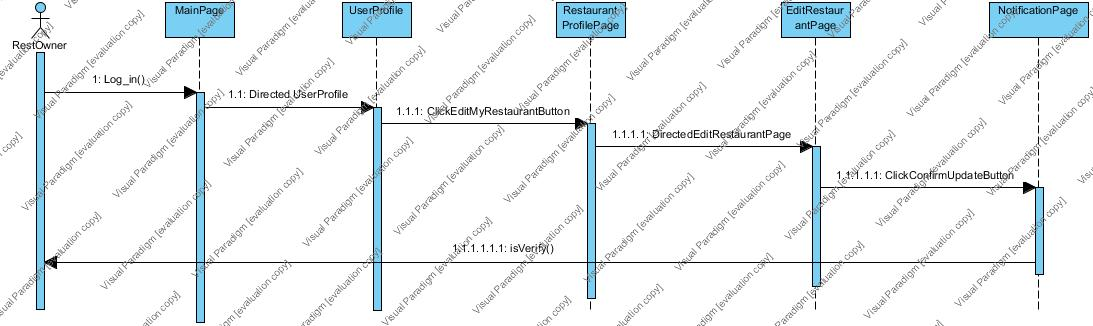 MainPage
UserProfile
Restaurant
ProfilePage
EditRestaur
antPage
NotificationPage
RestOwner
1: Log_in()
1.1: Directed UserProfile
1.1.1: ClickEditMyRestaurantButton
1.1.1.1: DirectedEditRestaurantPage
1.1.1.1.1: ClickConfirmUpdateButton
1.1.1.1.1.1: isVerify()
Visual Paradigm [evaluation copy]